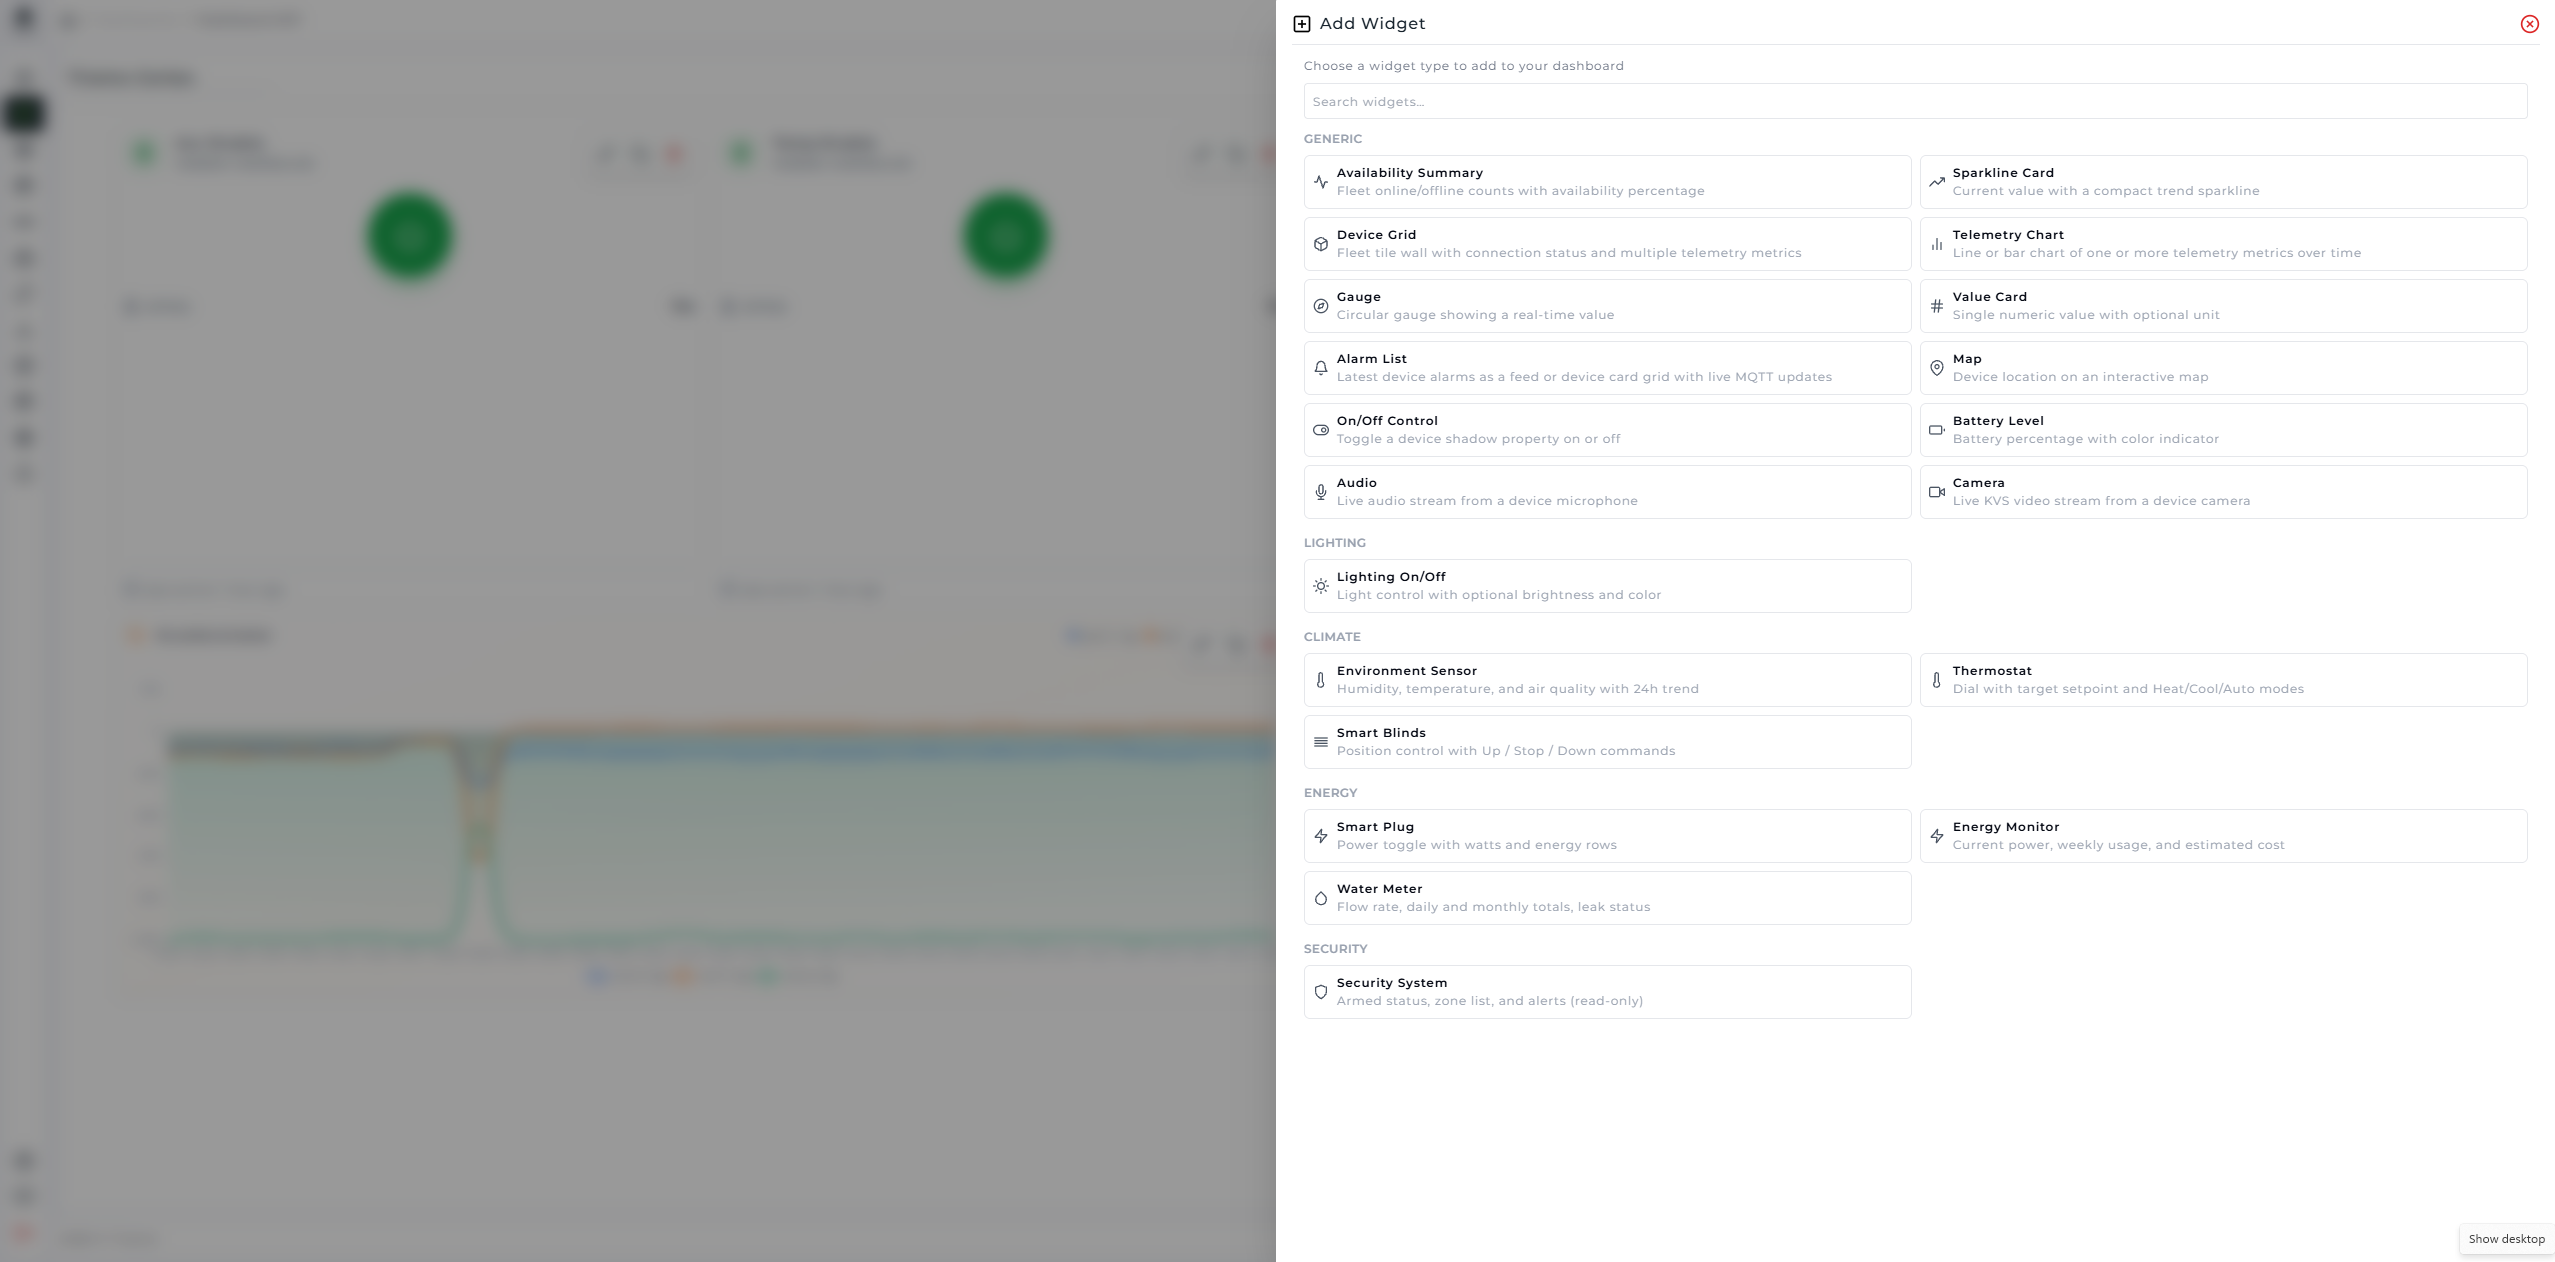 Add Widget
Choose a widget type to add to your dashboard
Search widgets...
GENERIC
Availability Summary
Fleet online/offline counts with availability percentage
Sparkline Card
Current value with a compact trend sparkline
Device Grid
Fleet tile wall with connection status and multiple telemetry metrics
Telemetry Chart
Line or bar chart of one or more telemetry metrics over time
Gauge
Circular gauge showing a real-time value
Value Card
Single numeric value with optional unit
Alarm List
Latest device alarms as a feed or device card grid with live MQTT updates
Map
Device location on an interactive map
On/Off Control
Toggle a device shadow property on or off
Battery Level
Battery percentage with color indicator
Audio
Live audio stream from a device microphone
Camera
Live KVS video stream from a device camera
LIGHTING
Lighting On/Off
Light control with optional brightness and color
CLIMATE
Environment Sensor
Humidity, temperature, and air quality with 24h trend
Thermostat
Dial with target setpoint and Heat/Cool/Auto modes
Smart Blinds
Position control with Up / Stop / Down commands
ENERGY
Smart Plug
Power toggle with watts and energy rows
Energy Monitor
Current power, weekly usage, and estimated cost
Water Meter
Flow rate, daily and monthly totals, leak status
SECURITY
Security System
Armed status, zone list, and alerts (read-only)
Show desktop